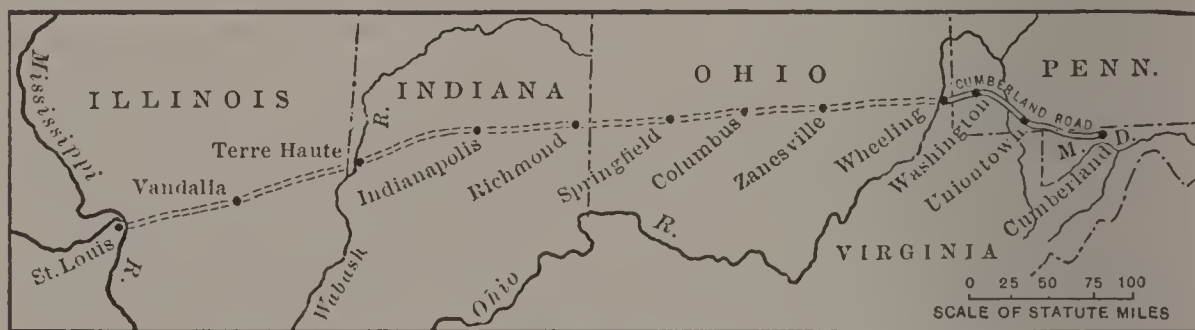 Mississippi
R.
ILLINOIS
INDIANA
OHIO
PENN.
CUMBERLAND ROAD
M. D.
St. Louis
Vandalia
Terre Haute
Indianapolis
Richmond
Springfield
Columbus
Zanesville
Wheeling
Washington
Uniontown
Cumberland
Wabash
R.
Ohio
R.
VIRGINIA
0 25 50 75 100
SCALE OF STATUTE MILES